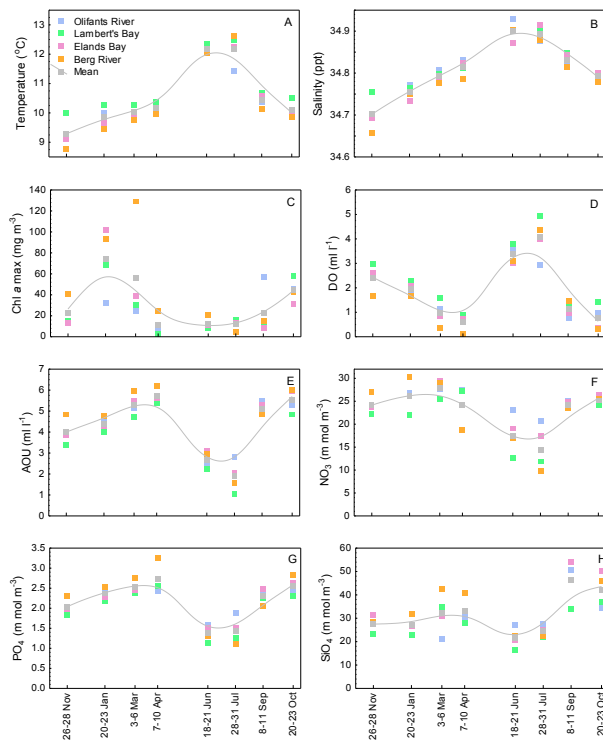 Olifants River
Lambert's Bay
Elands Bay
Berg River
Mean
A
Temperature (°C)
13
12
11
10
9
B
Salinity (ppt)
34.9
34.8
34.7
34.6
C
Chl a max (mg m-3)
140
120
100
80
60
40
20
0
D
DO (ml l-1)
6
5
4
3
2
1
0
E
AOU (ml l-1)
7
6
5
4
3
2
1
0
F
NO3 (m mol m-3)
30
25
20
15
10
5
0
G
PO4 (m mol m-3)
3.5
3.0
2.5
2.0
1.5
1.0
0.5
0.0
H
SiO4 (m mol m-3)
60
50
40
30
20
10
0
26-28 Nov
20-23 Jan
3-6 Mar
7-10 Apr
18-21 Jun
28-31 Jul
8-11 Sep
20-23 Oct
26-28 Nov
20-23 Jan
3-6 Mar
7-10 Apr
18-21 Jun
28-31 Jul
8-11 Sep
20-23 Oct